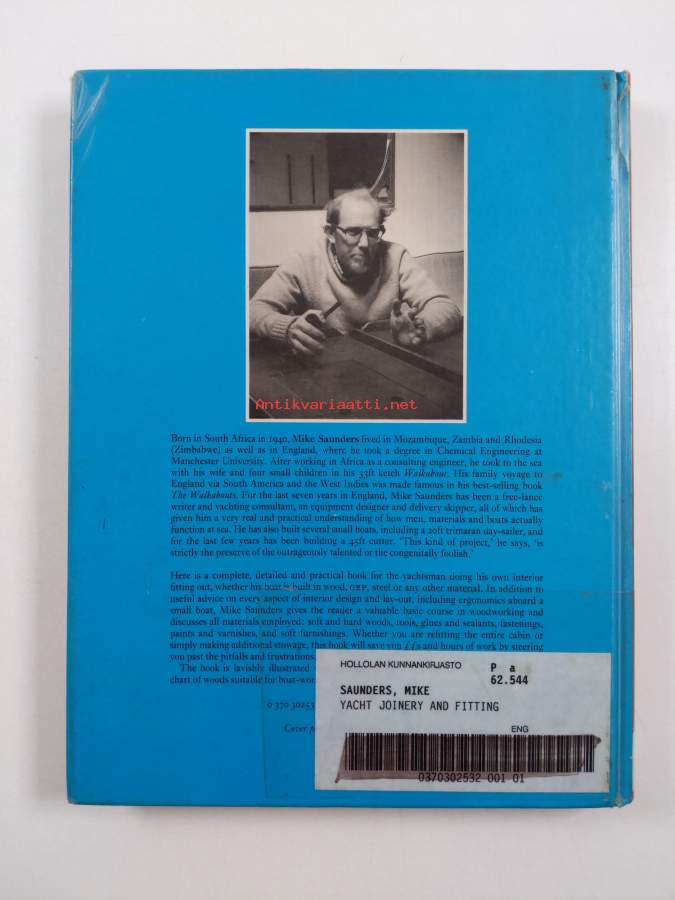 Antikvariaatti.net
Born in South Africa in 1940, Mike Saunders lived in Mozambique, Zambia and Rhodesia
(Zimbabwe) as well as in England, where he took a degree in Chemical Engineering at
Manchester University. After working in Africa as a consulting engineer, he took to the sea
with his wife and four small children in his 33ft ketch Walkabout. His family voyage to
England via South America and the West Indies was made famous in his best-selling book
The Walkabouts. For the last seven years in England, Mike Saunders has been a free-lance
writer and yachting consultant, an equipment designer and delivery skipper, all of which has
given him a very real and practical understanding of how men, materials and boats actually
function at sea. He has also built several small boats, including a 20ft trimaran day-sailer, and
for the last few years has been building a 45ft cutter. 'This kind of project,' he says, 'is
strictly the preserve of the outrageously talented or the congenitally foolish.'
Here is a complete, detailed and practical book for the yachtsman doing his own interior
fitting out, whether his boat is built in wood, GRP, steel or any other material. In addition to
useful advice on every aspect of interior design and lay-out, including ergonomics aboard a
small boat, Mike Saunders gives the reader a valuable basic course in woodworking and
discusses all materials employed: soft and hard woods, tools, glues and sealants, fastenings,
paints and varnishes, and soft furnishings. Whether you are refitting the entire cabin or
simply making additional stowage, this book will save you £££s and hours of work by steering
you past the pitfalls and frustrations.
The book is lavishly illustrated
chart of woods suitable for boat-wor
0 370 30253
Cover p
HOLLOLAN KUNNANKIRJASTO
P a
62.544
SAUNDERS, MIKE
YACHT JOINERY AND FITTING
ENG
0370302532 001 01